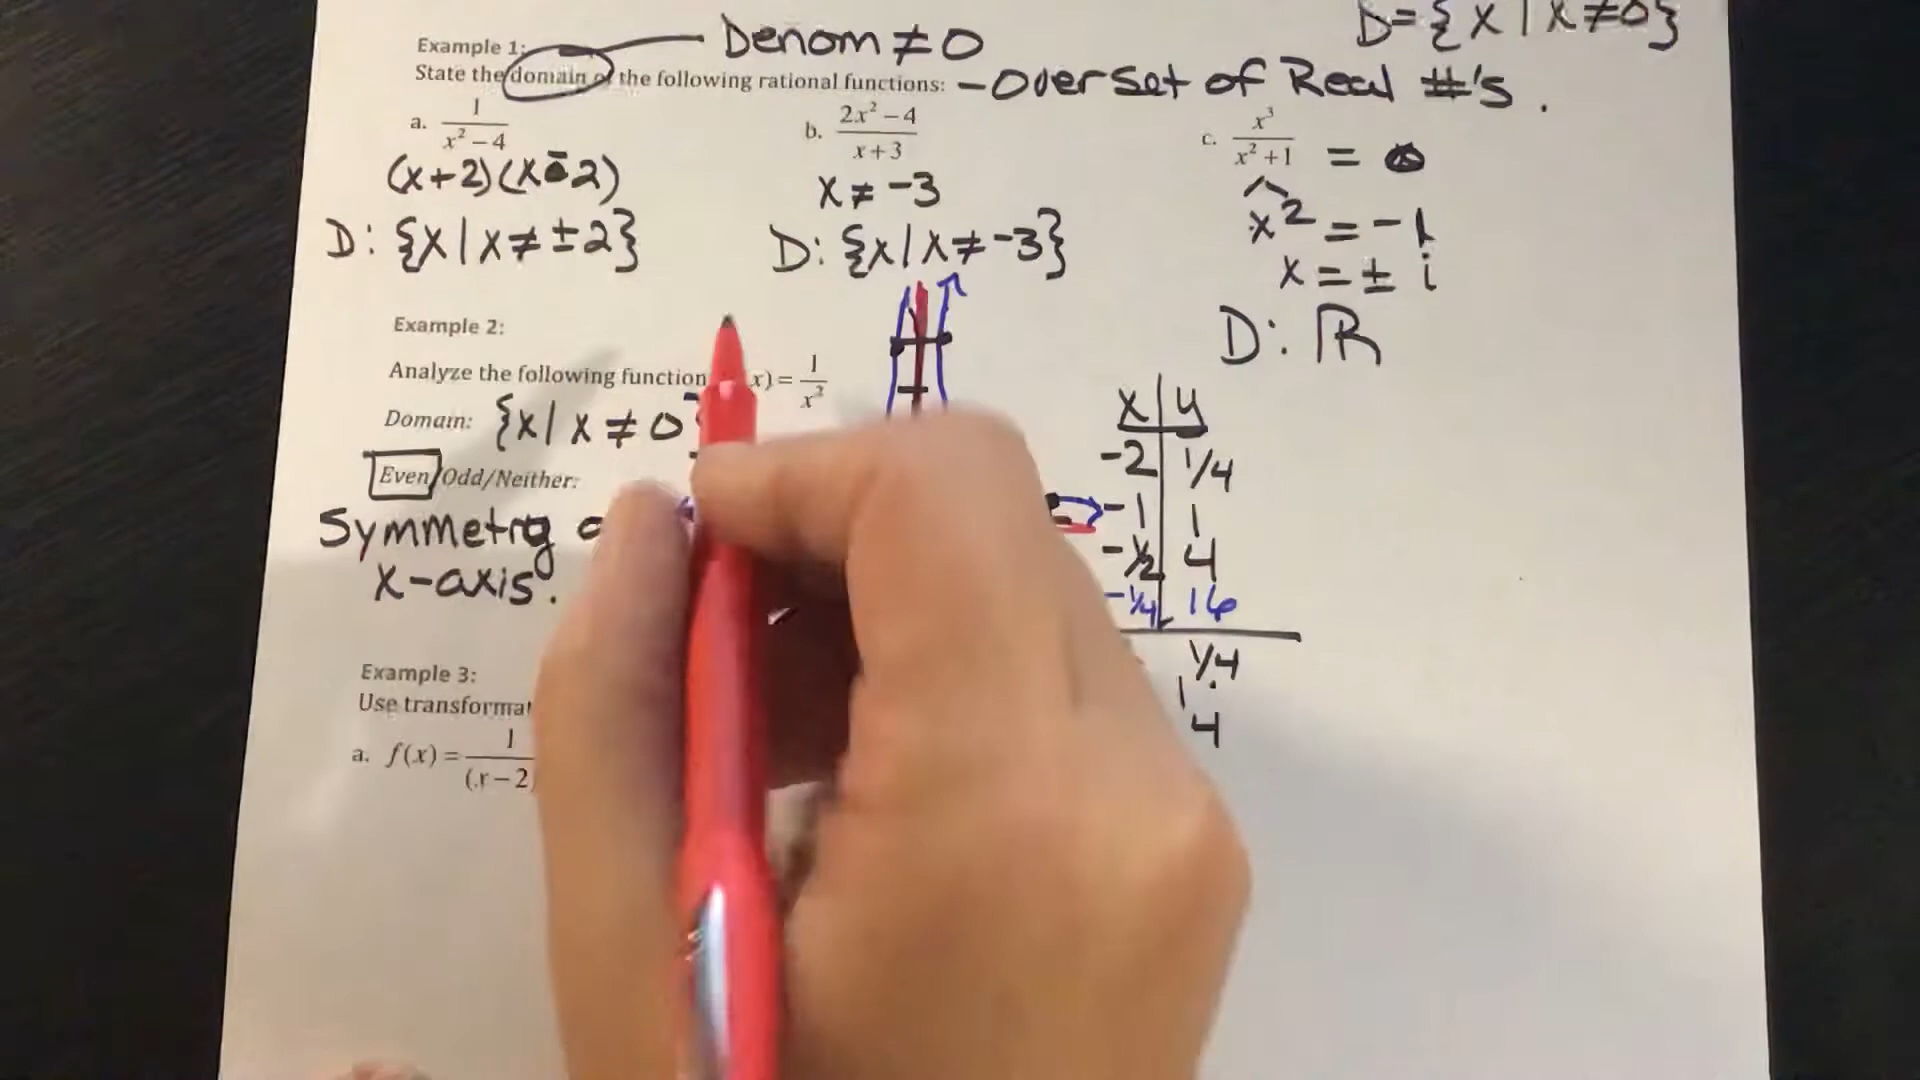 D={x | x≠0}
Example 1: Denom ≠ 0
State the domain of the following rational functions: – Over set of Real #'s.
a. 1/(x² – 4)
(x+2)(x-2)
D: {x | x ≠ ±2}
b. (2x² – 4)/(x+3)
x ≠ -3
D: {x | x ≠ -3}
c. x³/(x² +1) =
x² = -1
x = ± i
D: ℝ
Example 2:
Analyze the following function x) = 1/x²
Domain: {x | x ≠ 0}
Even/Odd/Neither:
Symmetry
x-axis.
x | y
-2 | 1/4
-1 | 1
-1/2 | 4
-1/4 | 16
1/4
1
4
Example 3:
Use
a. f(x) = 1/(x – 2